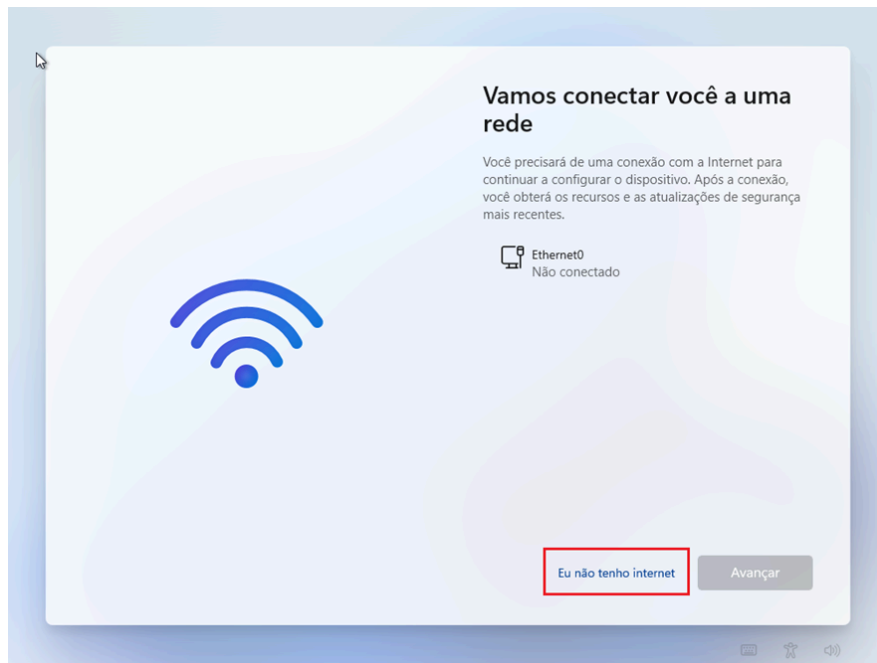 Vamos conectar você a uma
rede
Você precisará de uma conexão com a Internet para
continuar a configurar o dispositivo. Após a conexão,
você obterá os recursos e as atualizações de segurança
mais recentes.
Ethernet0
Não conectado
Eu não tenho internet
Avançar